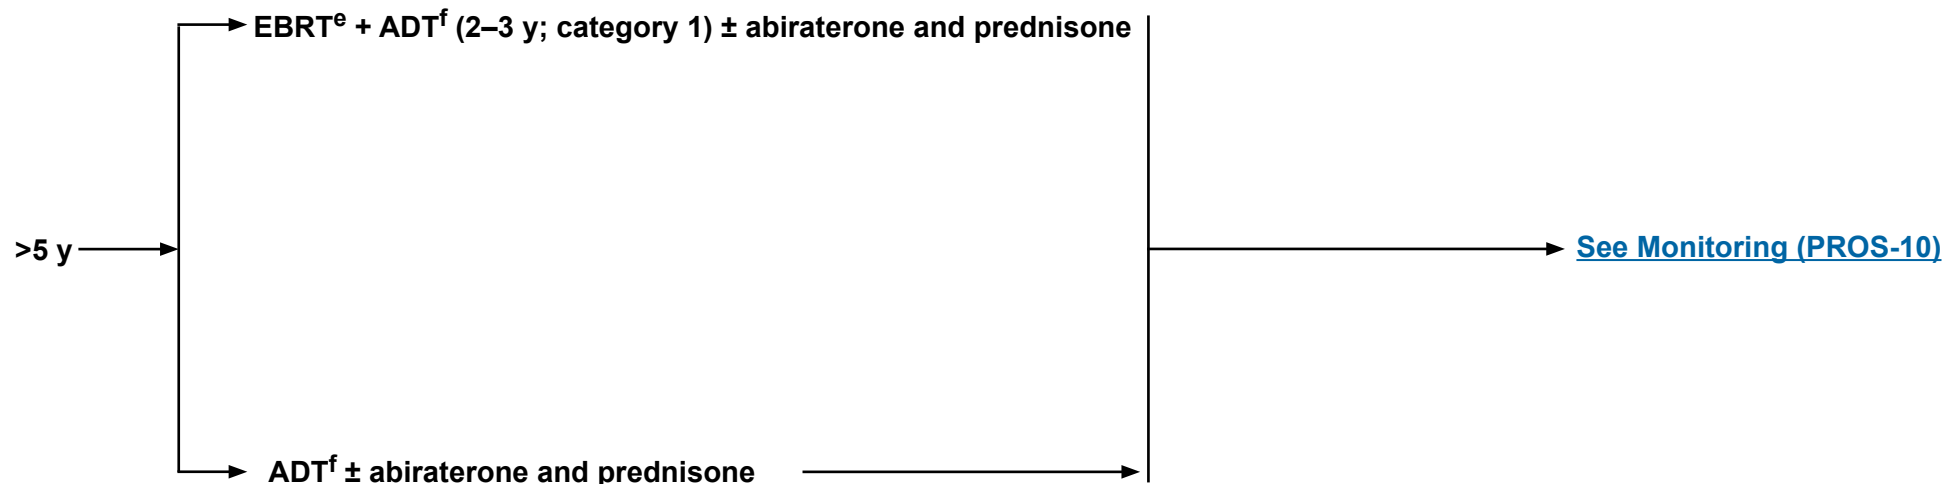 EBRTe + ADTf (2–3 y; category 1) ± abiraterone and prednisone
>5 y
See Monitoring (PROS-10)
ADTf ± abiraterone and prednisone